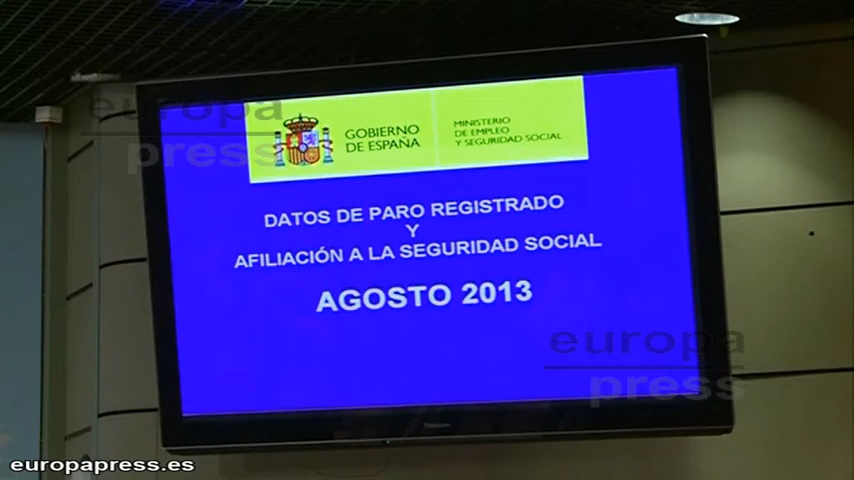 europa
press
GOBIERNO
DE ESPAÑA
MINISTERIO
DE EMPLEO
Y SEGURIDAD SOCIAL
DATOS DE PARO REGISTRADO
Y
AFILIACIÓN A LA SEGURIDAD SOCIAL
AGOSTO 2013
europa
press
Panasonic
europapress.es